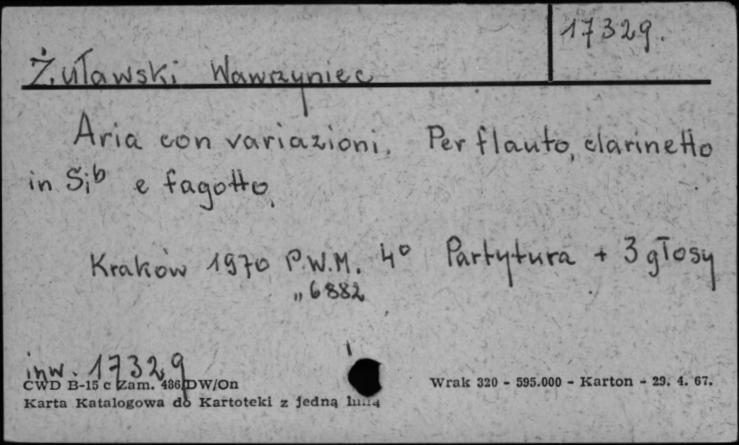 17329.
Żuławski Wawrzyniec
Aria con variazioni. Per flauto, clarinetto
in Si♭ e fagotto.
Kraków 1970 P.W.M. 4° Partytura + 3 głosy
„6882
inw. 17329
CWD B-15 c Zam. 486/DW/On
Wrak 320 - 595.000 - Karton - 29. 4. 67.
Karta Katalogowa do Kartoteki z jedną linią